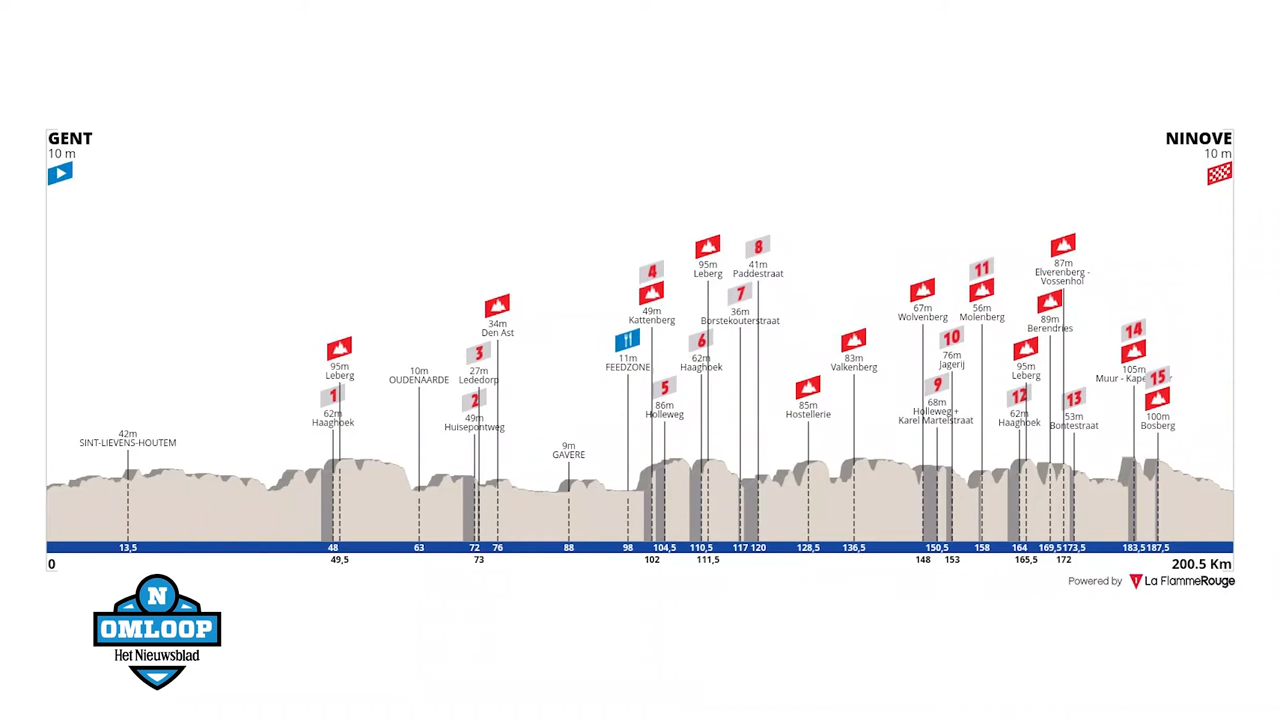 GENT
10 m
NINOVE
10 m
42m
SINT-LIEVENS-HOUTEM
1
62m
Haaghoek
95m
Leberg
10m
OUDENAARDE
2
49m
Huisepontweg
3
27m
Lededorp
34m
Den Ast
9m
GAVERE
11m
FEEDZONE
4
49m
Kattenberg
5
86m
Holleweg
6
62m
Haaghoek
95m
Leberg
7
36m
Borstekouterstraat
8
41m
Paddestraat
85m
Hostellerie
83m
Valkenberg
67m
Wolvenberg
9
68m
Holleweg +
Karel Martelstraat
10
76m
Jagerij
11
56m
Molenberg
12
62m
Haaghoek
95m
Leberg
89m
Berendries
87m
Elverenberg -
Vossenhol
13
53m
Bontestraat
14
105m
Muur - Kape
15
100m
Bosberg
13,5
48
63
72
76
88
98
104,5
110,5
117
120
128,5
136,5
150,5
158
164
169,5
173,5
183,5
187,5
49,5
73
102
111,5
148
153
165,5
172
0
200.5 Km
Powered by La FlammeRouge
N
OMLOOP
Het Nieuwsblad